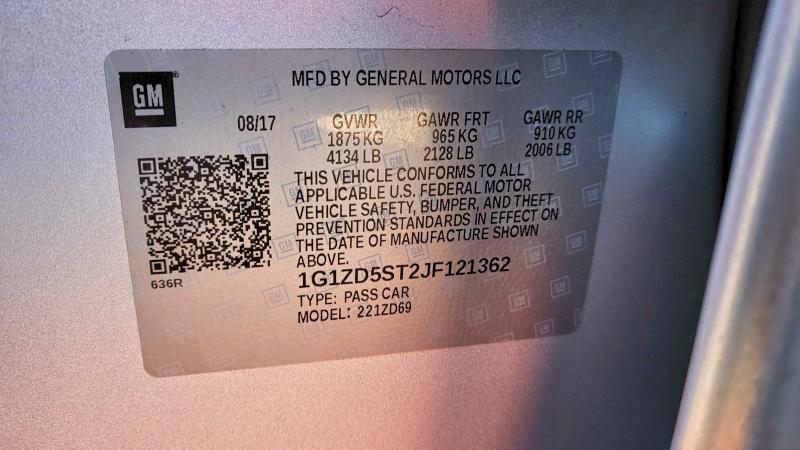 GM
MFD BY GENERAL MOTORS LLC
08/17 GVWR GAWR FRT GAWR RR
1875 KG 965 KG 910 KG
4134 LB 2128 LB 2006 LB
THIS VEHICLE CONFORMS TO ALL
APPLICABLE U.S. FEDERAL MOTOR
VEHICLE SAFETY, BUMPER, AND THEFT
PREVENTION STANDARDS IN EFFECT ON
THE DATE OF MANUFACTURE SHOWN
ABOVE.
636R
1G1ZD5ST2JF121362
TYPE: PASS CAR
MODEL: 221ZD69